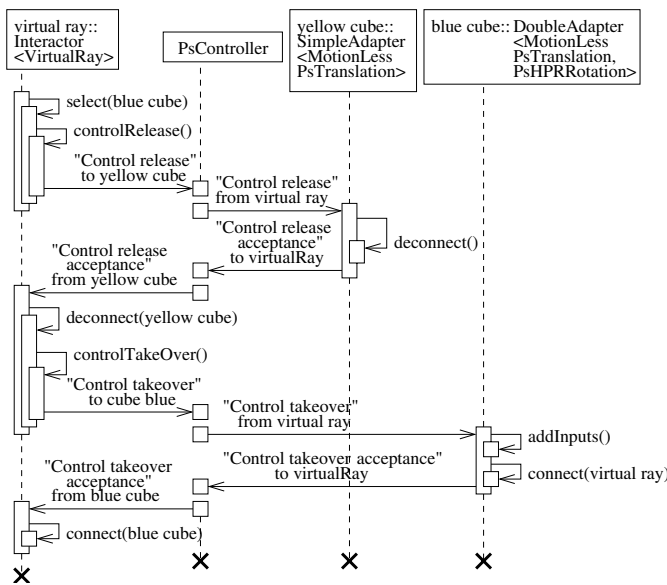 virtual ray::
Interactor
<VirtualRay>
PsController
yellow cube::
SimpleAdapter
<MotionLess
PsTranslation>
blue cube:: DoubleAdapter
<MotionLess
PsTranslation,
PsHPRRotation>
select(blue cube)
controlRelease()
"Control release"
to yellow cube
"Control release"
from virtual ray
"Control release
acceptance"
to virtualRay
deconnect()
"Control release
acceptance"
from yellow cube
deconnect(yellow cube)
controlTakeOver()
"Control takeover"
to cube blue
"Control takeover"
from virtual ray
addInputs()
"Control takeover acceptance"
to virtualRay
connect(virtual ray)
"Control takeover
acceptance"
from blue cube
connect(blue cube)